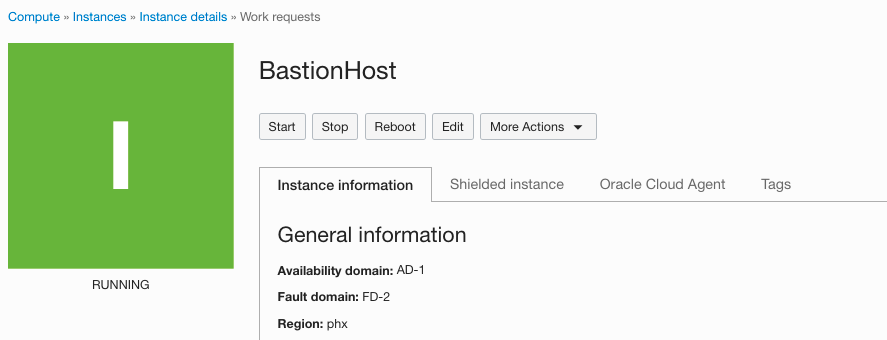 Compute » Instances » Instance details » Work requests
I
BastionHost
Start Stop Reboot Edit More Actions
Instance information Shielded instance Oracle Cloud Agent Tags
General information
Availability domain: AD-1
RUNNING
Fault domain: FD-2
Region: phx